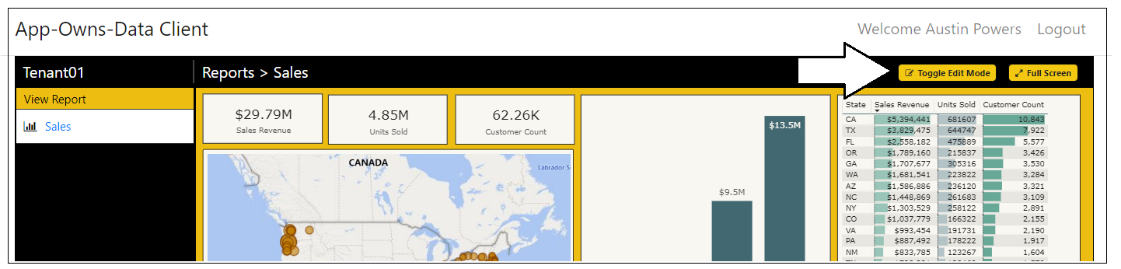 App-Owns-Data Client
Welcome Austin Powers Logout
Tenant01
Reports > Sales
Toggle Edit Mode
Full Screen
View Report
Sales
$29.79M
Sales Revenue
4.85M
Units Sold
62.26K
Customer Count
CANADA
Labrador S
$9.5M
$13.5M
State Sales Revenue Units Sold Customer Count
CA $5,394,441 681607 10,843
TX $3,829,475 644747 7,922
FL $2,558,182 475889 5,577
OR $1,789,160 215837 3,426
GA $1,707,677 305316 3,530
WA $1,681,541 223822 3,284
AZ $1,586,886 236120 3,321
NC $1,448,869 261683 3,109
NY $1,303,529 258122 2,891
CO $1,037,779 166322 2,155
VA $993,454 191731 2,190
PA $887,492 178222 1,917
NM $833,785 123267 1,604